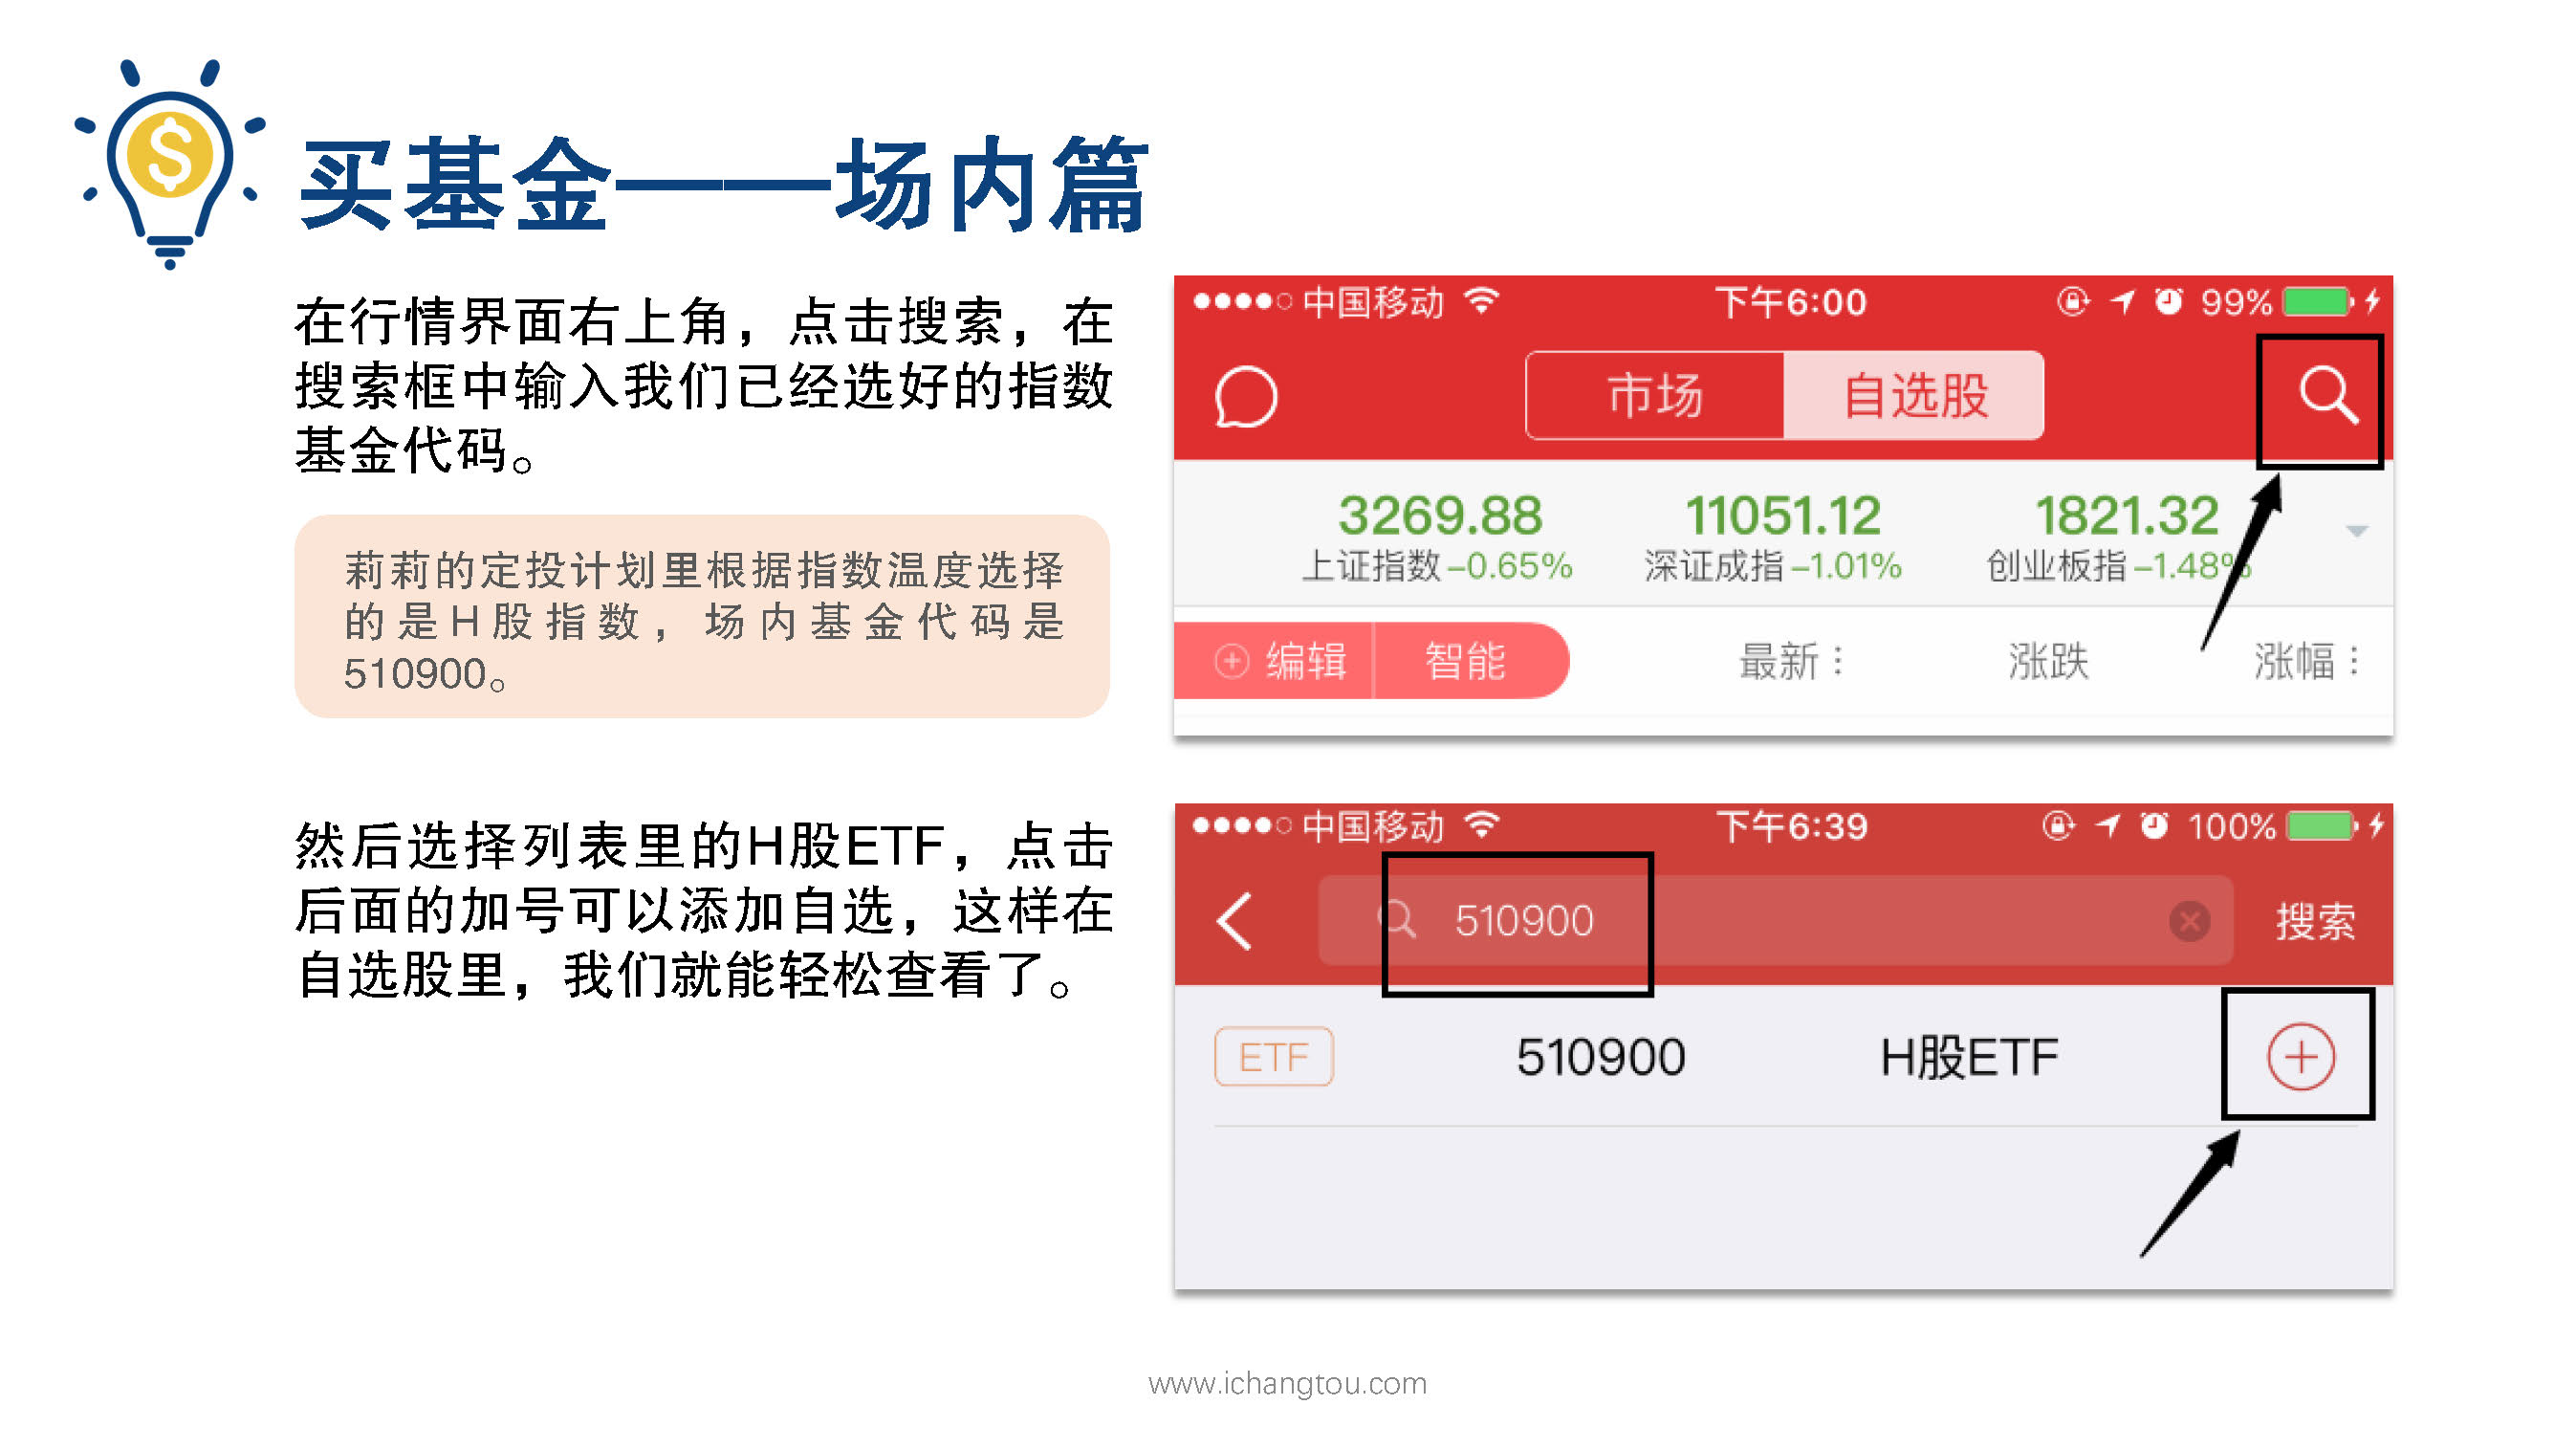 买基金——场内篇
在行情界面右上角，点击搜索，在
搜索框中输入我们已经选好的指数
基金代码。
莉莉的定投计划里根据指数温度选择
的是H股指数，场内基金代码是
510900。
然后选择列表里的H股ETF，点击
后面的加号可以添加自选，这样在
自选股里，我们就能轻松查看了。
中国移动 下午6:00 99%
市场 自选股
3269.88 11051.12 1821.32
上证指数 -0.65% 深证成指 -1.01% 创业板指 -1.48%
编辑 智能 最新 涨跌 涨幅
中国移动 下午6:39 100%
510900 搜索
ETF 510900 H股ETF
www.ichangtou.com